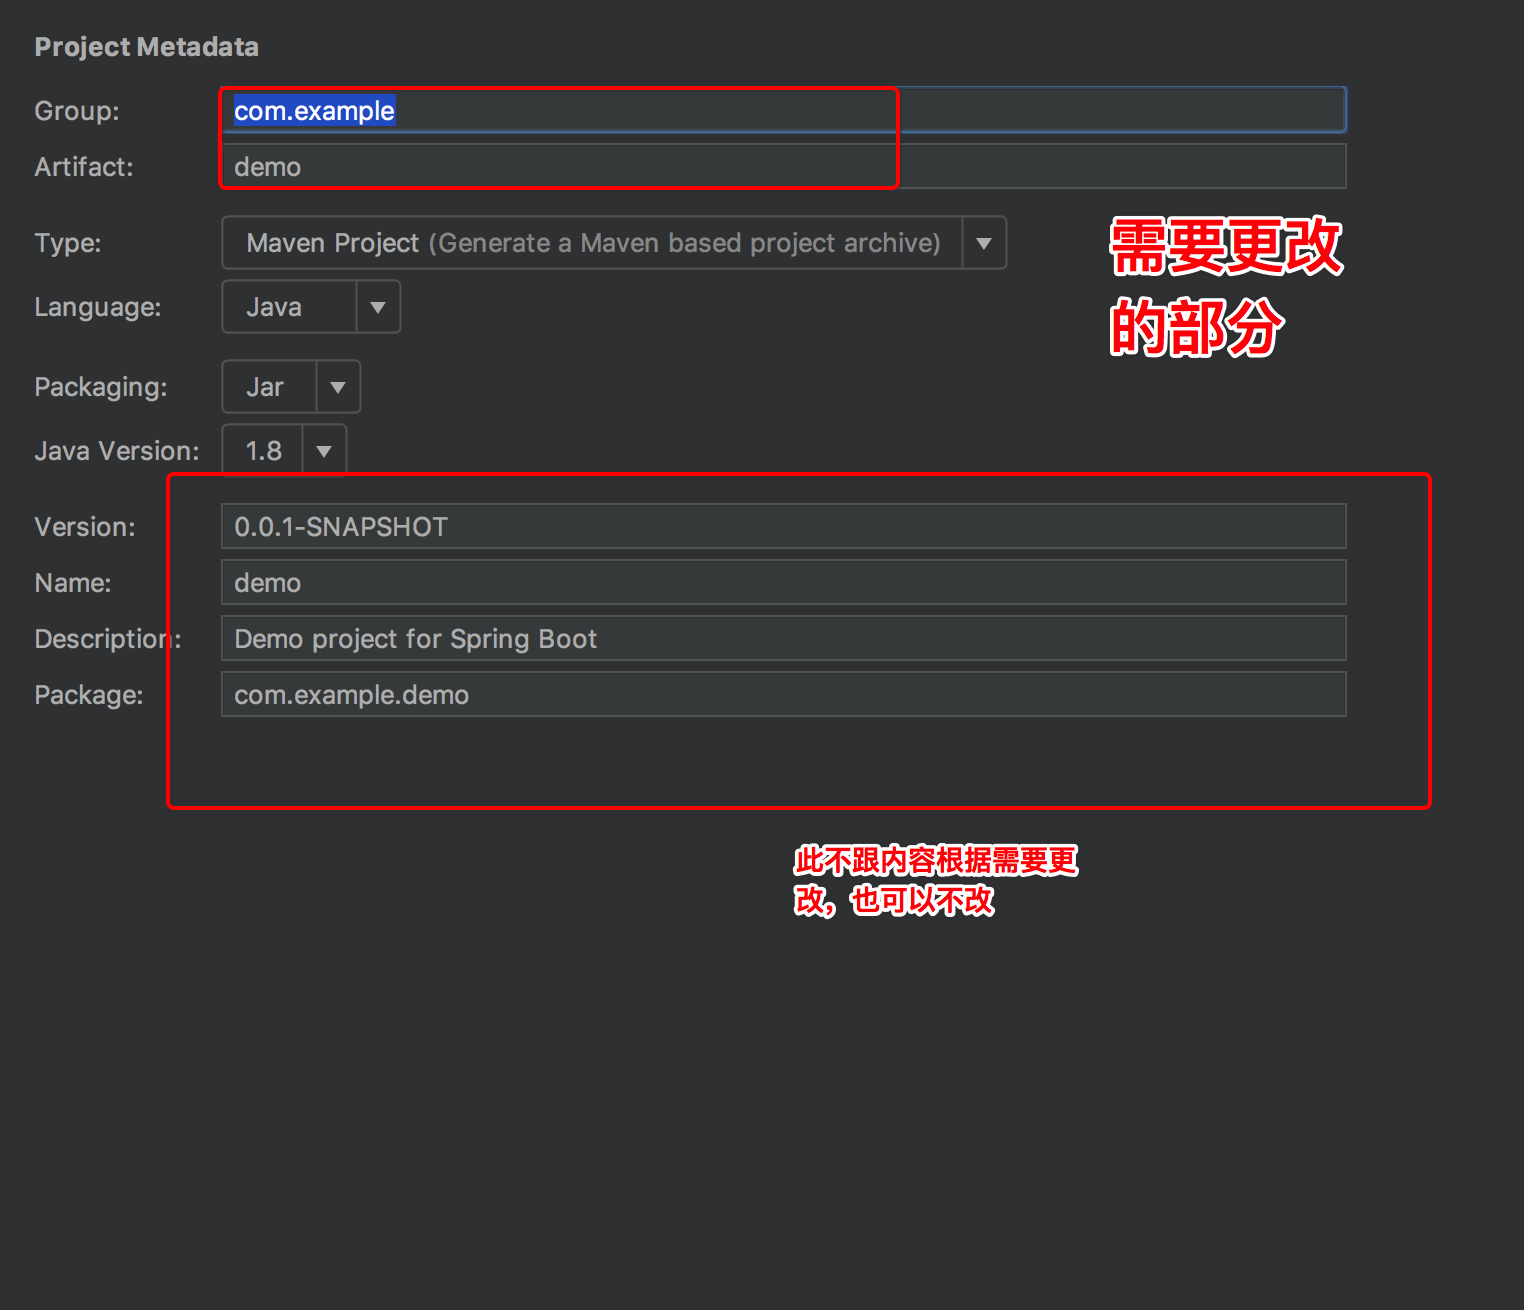 Project Metadata
Group: com.example
Artifact: demo
Type: Maven Project (Generate a Maven based project archive)
需要更改
的部分
Language: Java
Packaging: Jar
Java Version: 1.8
Version: 0.0.1-SNAPSHOT
Name: demo
Description: Demo project for Spring Boot
Package: com.example.demo
此不跟内容根据需要更
改，也可以不改